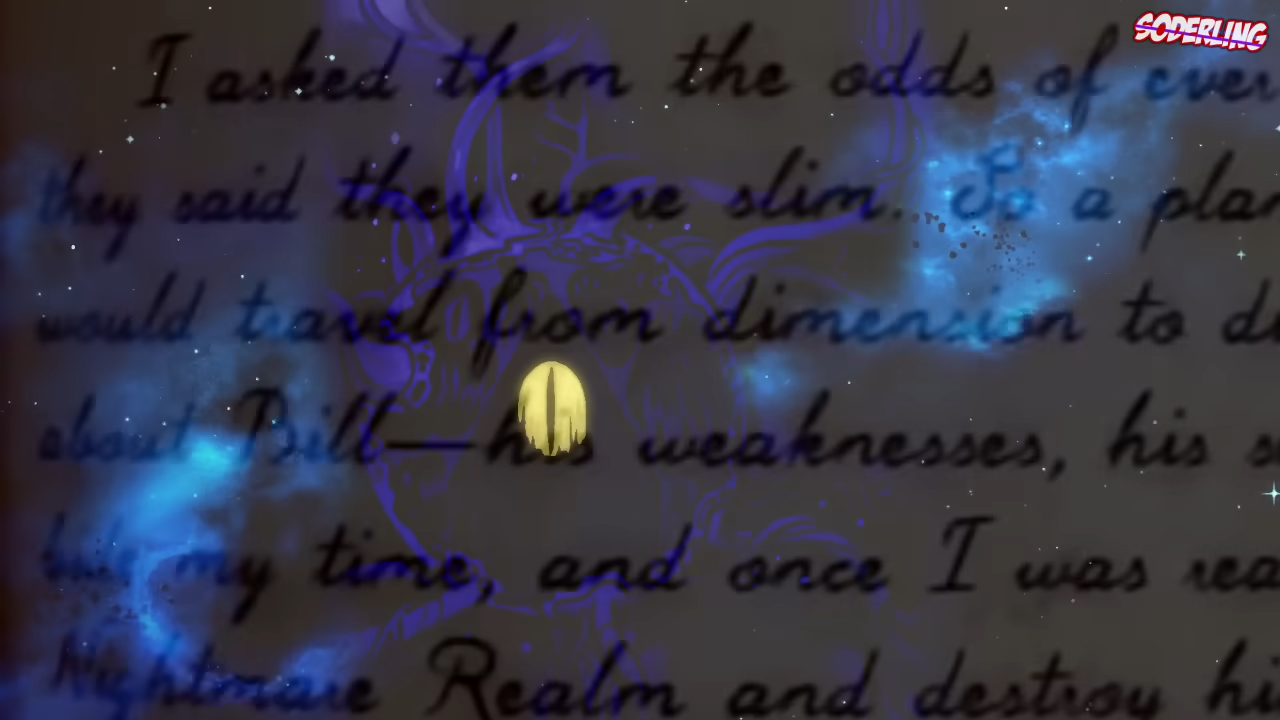 SODERLING
I asked them the odds of ever
they said they were slim. So a plan
would travel from dimension to di
about Bill—his weaknesses, his s
my time, and once I was rea
Nightmare Realm and destroy hi